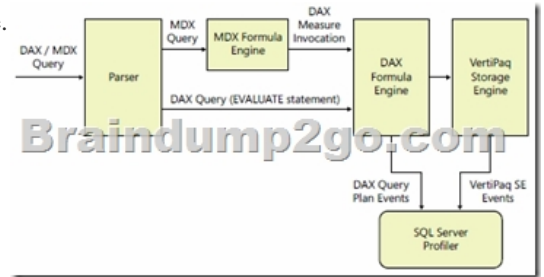 .
DAX / MDX
Query
Parser
MDX
Query
MDX Formula
Engine
DAX
Measure
Invocation
DAX
Formula
Engine
VertiPaq
Storage
Engine
DAX Query (EVALUATE statement)
Braindump2go.com
DAX Query
Plan Events
VertiPaq SE
Events
SQL Server
Profiler